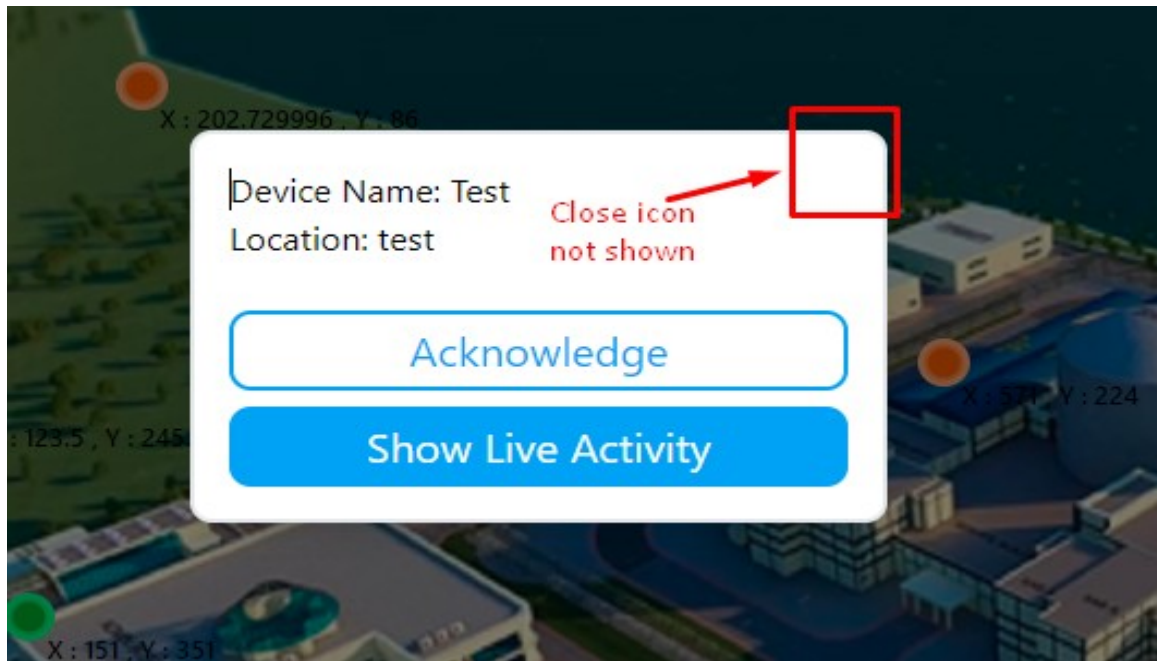 X : 202.729996 , Y : 86
Device Name: Test
Location: test
Close icon
not shown
Acknowledge
X : 571 , Y : 224
: 123.5 , Y : 245
Show Live Activity
X : 151 , Y : 351